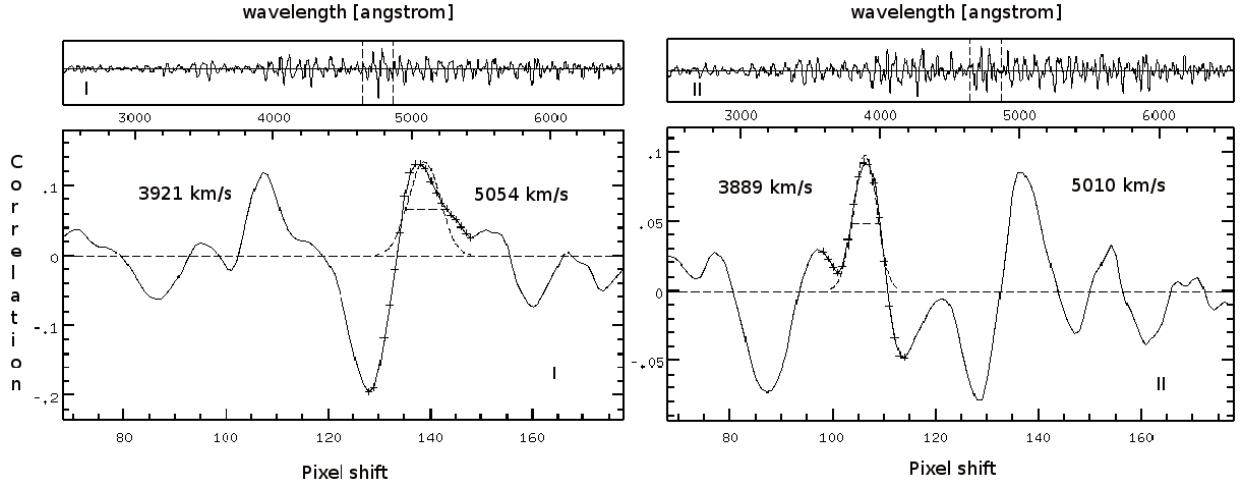 wavelength [angstrom]
I
3000 4000 5000 6000
Correlation
.1
0
-.1
-.2
3921 km/s
5054 km/s
I
80 100 120 140 160
Pixel shift
wavelength [angstrom]
II
3000 4000 5000 6000
.1
.05
0
-.05
3889 km/s
5010 km/s
II
80 100 120 140 160
Pixel shift